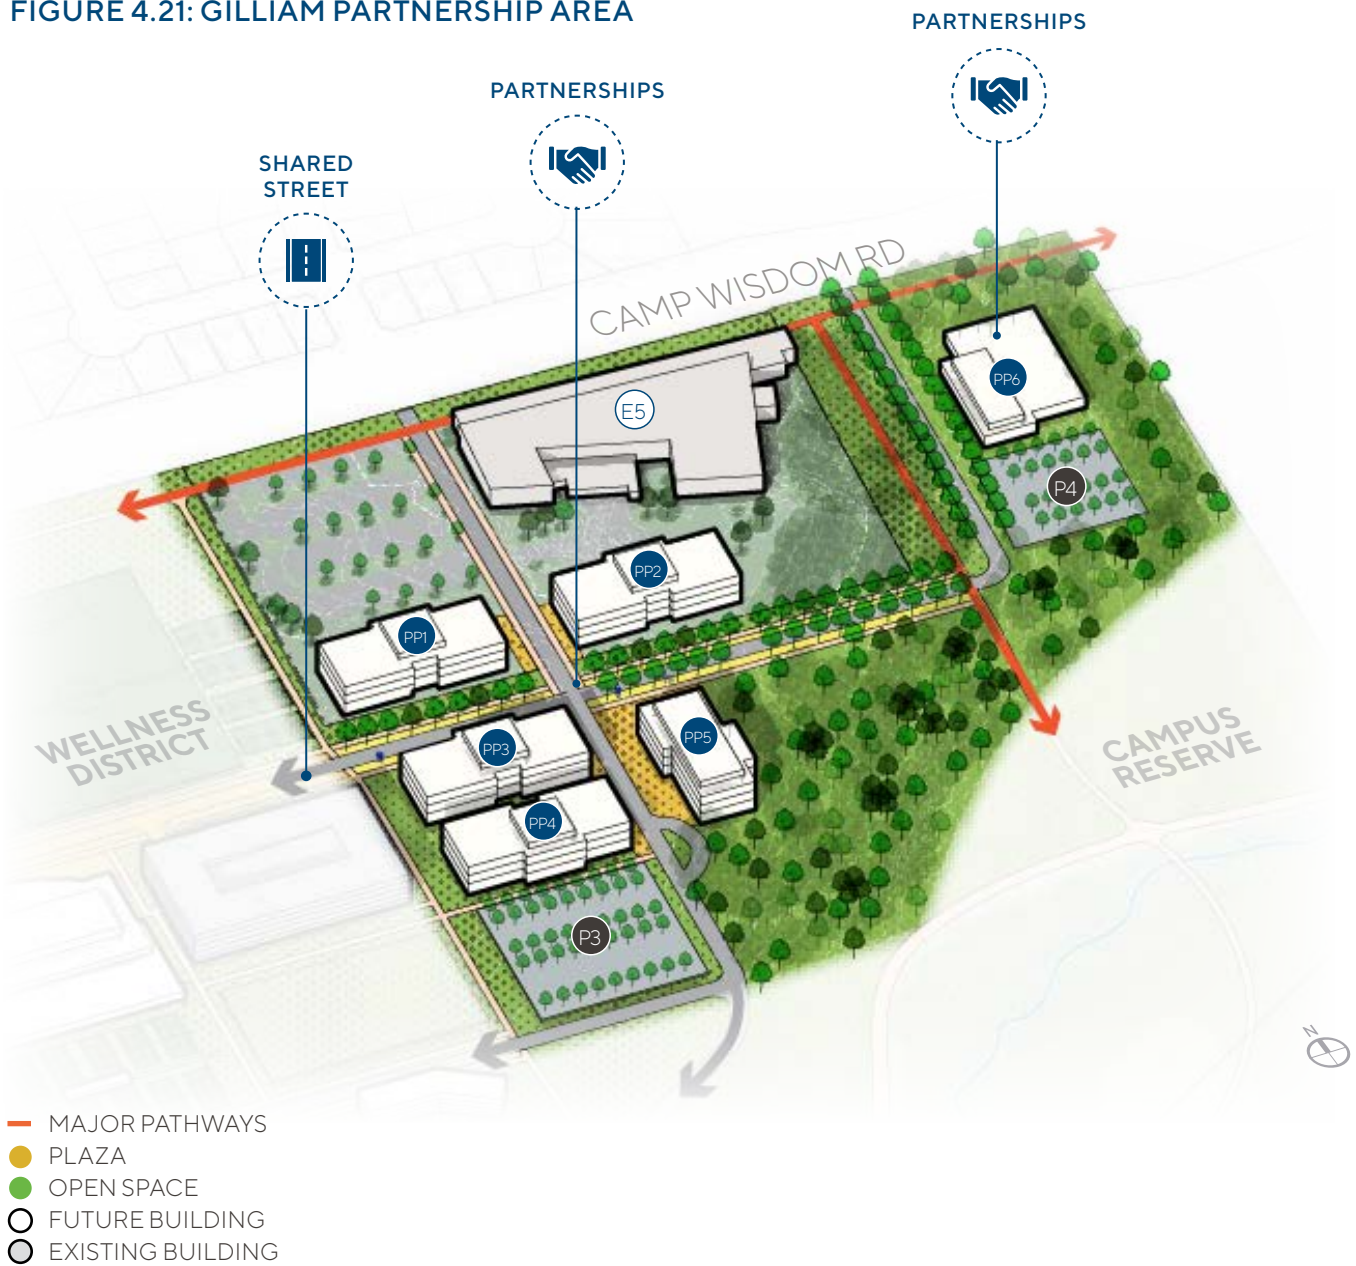 FIGURE 4.21: GILLIAM PARTNERSHIP AREA
PARTNERSHIPS
PARTNERSHIPS
SHARED
STREET
CAMP WISDOM RD
PP6
E5
P4
PP2
PP1
WELLNESS
DISTRICT
PP3
PP5
CAMPUS
RESERVE
PP4
P3
N
MAJOR PATHWAYS
PLAZA
OPEN SPACE
FUTURE BUILDING
EXISTING BUILDING